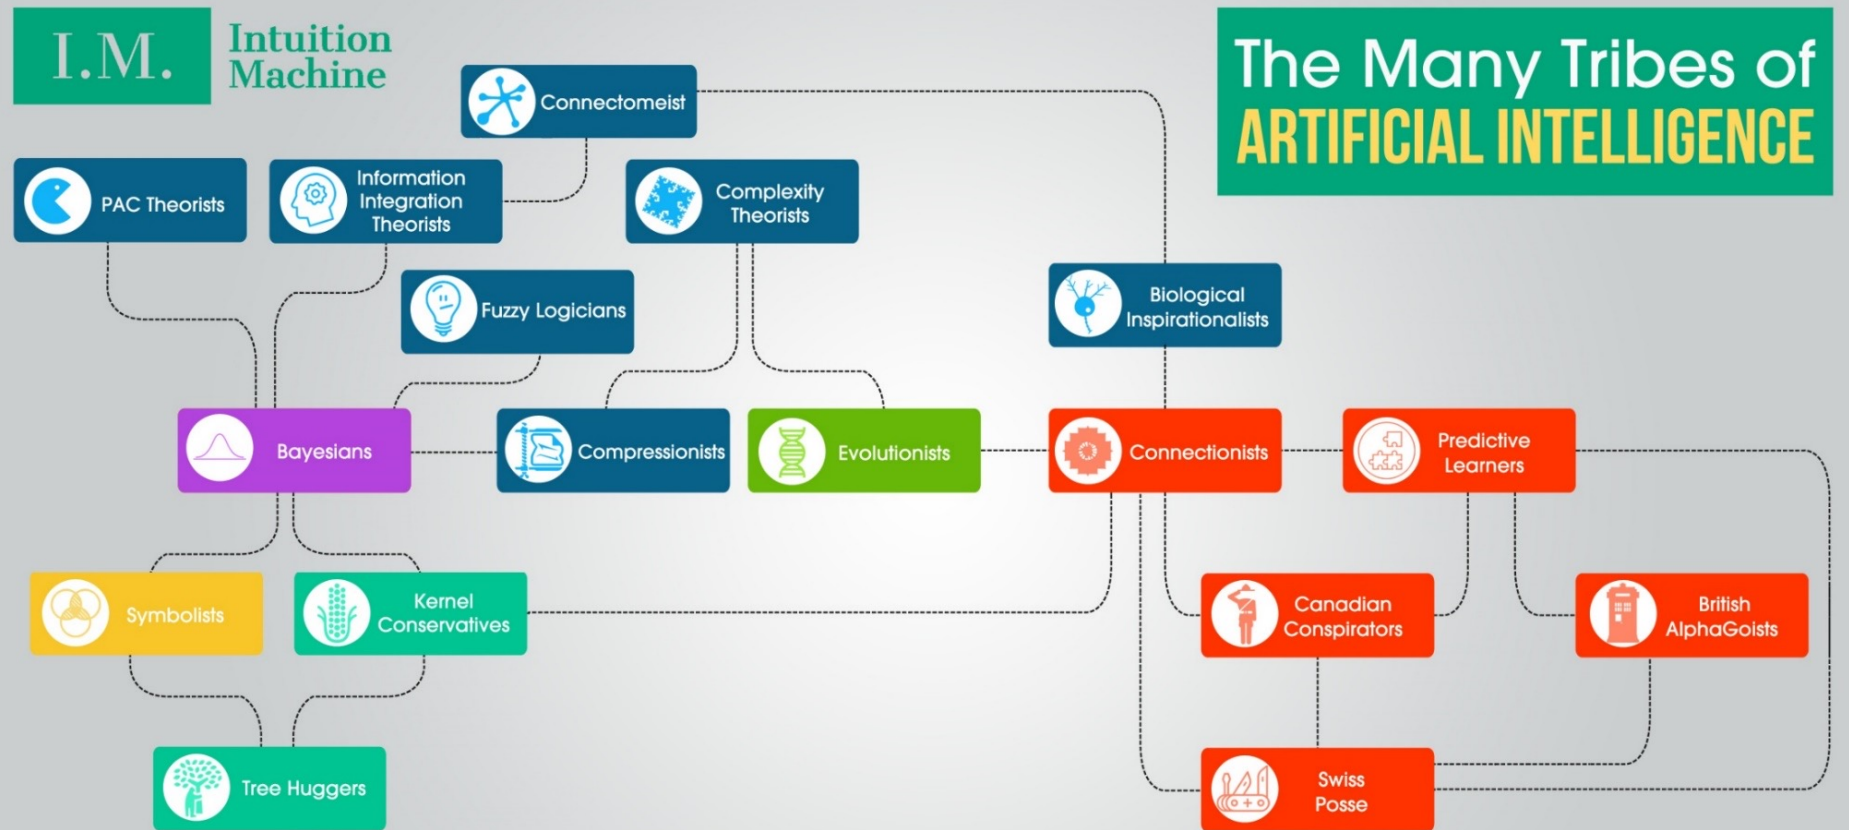 I.M.
Intuition
Machine
The Many Tribes of
ARTIFICIAL INTELLIGENCE
Connectomeist
PAC Theorists
Information
Integration
Theorists
Complexity
Theorists
Fuzzy Logicians
Biological
Inspirationalists
Bayesians
Compressionists
Evolutionists
Connectionists
Predictive
Learners
Symbolists
Kernel
Conservatives
Canadian
Conspirators
British
AlphaGoists
Tree Huggers
Swiss
Posse